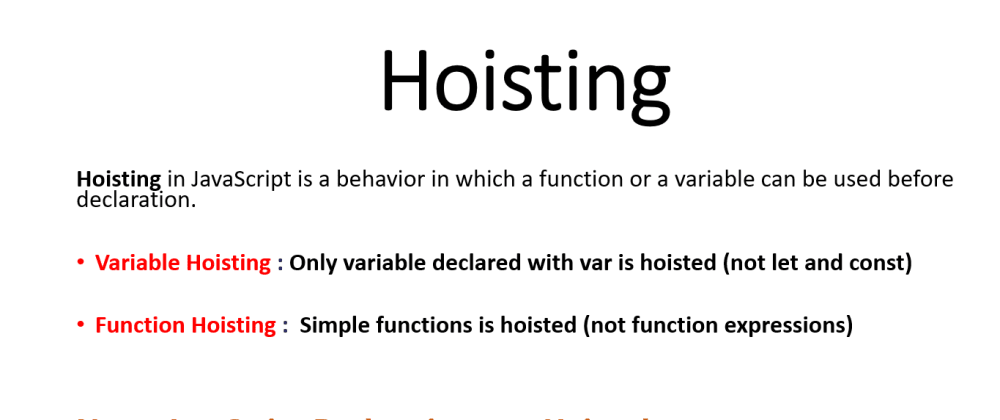 Hoisting
Hoisting in JavaScript is a behavior in which a function or a variable can be used before
declaration.
• Variable Hoisting : Only variable declared with var is hoisted (not let and const)
• Function Hoisting : Simple functions is hoisted (not function expressions)